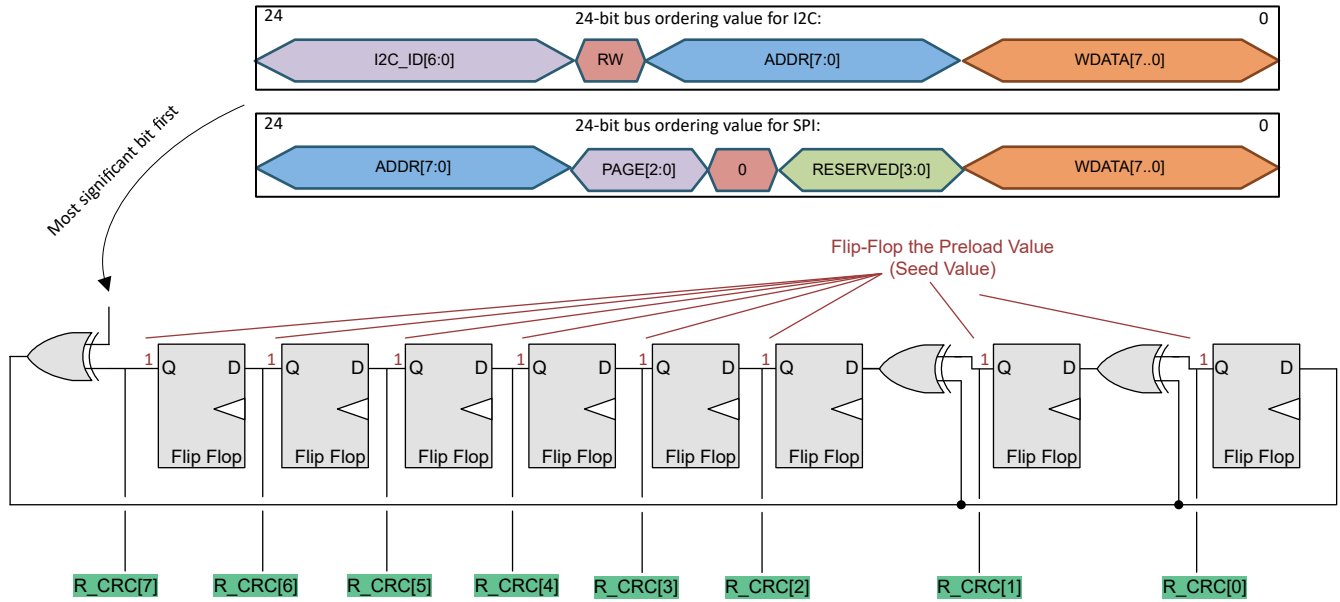 24 24-bit bus ordering value for I2C: 0
I2C_ID[6:0] RW ADDR[7:0] WDATA[7..0]
24 24-bit bus ordering value for SPI: 0
ADDR[7:0] PAGE[2:0] 0 RESERVED[3:0] WDATA[7..0]
Most significant bit first
Flip-Flop the Preload Value
(Seed Value)
1 1 1 1 1 1 1 1
Q D Q D Q D Q D Q D Q D Q D Q D
Flip Flop Flip Flop Flip Flop Flip Flop Flip Flop Flip Flop Flip Flop Flip Flop
R_CRC[7] R_CRC[6] R_CRC[5] R_CRC[4] R_CRC[3] R_CRC[2] R_CRC[1] R_CRC[0]